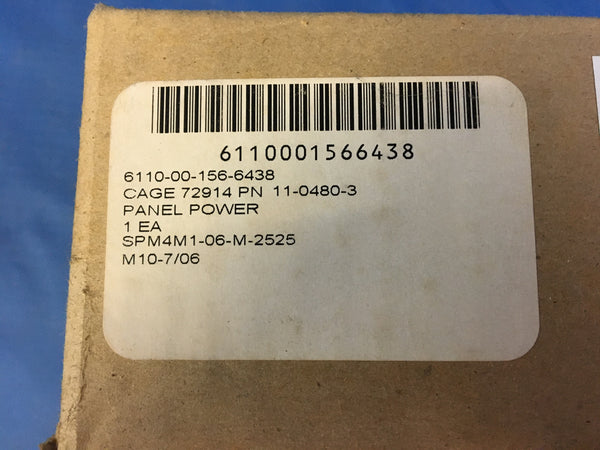 6110001566438
6110-00-156-6438
CAGE 72914 PN 11-0480-3
PANEL POWER
1 EA
SPM4M1-06-M-2525
M10-7/06